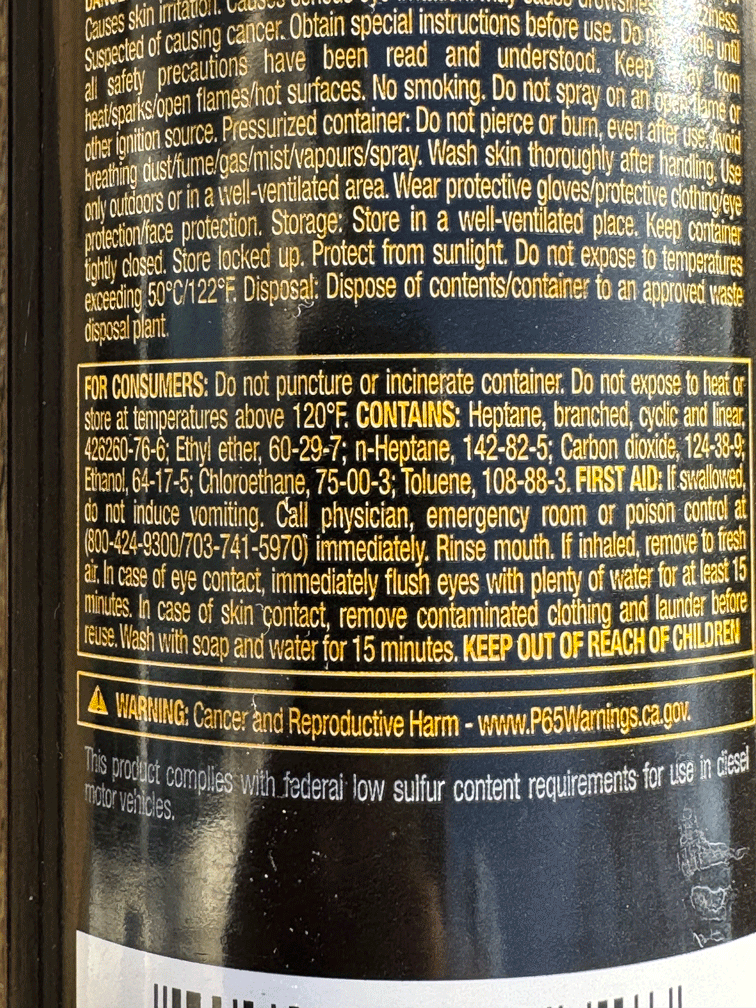 Causes skin irritation. Causes serious eye irritation. May cause drowsiness
Suspected of causing cancer. Obtain special instructions before use. Do until
all safety precautions have been read and understood. Keep away from
heat/sparks/open flames/hot surfaces. No smoking. Do not spray on an open flame or
other ignition source. Pressurized container: Do not pierce or burn, even after use. Avoid
breathing dust/fume/gas/mist/vapours/spray. Wash skin thoroughly after handling. Use
only outdoors or in a well-ventilated area. Wear protective gloves/protective clothing/eye
protection/face protection. Storage: Store in a well-ventilated place. Keep container
tightly closed. Store locked up. Protect from sunlight. Do not expose to temperatures
exceeding 50°C/122°F. Disposal: Dispose of contents/container to an approved waste
disposal plant.
FOR CONSUMERS: Do not puncture or incinerate container. Do not expose to heat or
store at temperatures above 120°F. CONTAINS: Heptane, branched, cyclic and linear,
426260-76-6; Ethyl ether, 60-29-7; n-Heptane, 142-82-5; Carbon dioxide, 124-38-9;
Ethanol, 64-17-5; Chloroethane, 75-00-3; Toluene, 108-88-3. FIRST AID: If swallowed,
do not induce vomiting. Call physician, emergency room or poison control at
(800-424-9300/703-741-5970) immediately. Rinse mouth. If inhaled, remove to fresh
air. In case of eye contact, immediately flush eyes with plenty of water for at least 15
minutes. In case of skin contact, remove contaminated clothing and launder before
reuse. Wash with soap and water for 15 minutes. KEEP OUT OF REACH OF CHILDREN
WARNING: Cancer and Reproductive Harm - www.P65Warnings.ca.gov.
This product complies with federal low sulfur content requirements for use in diesel
motor vehicles.